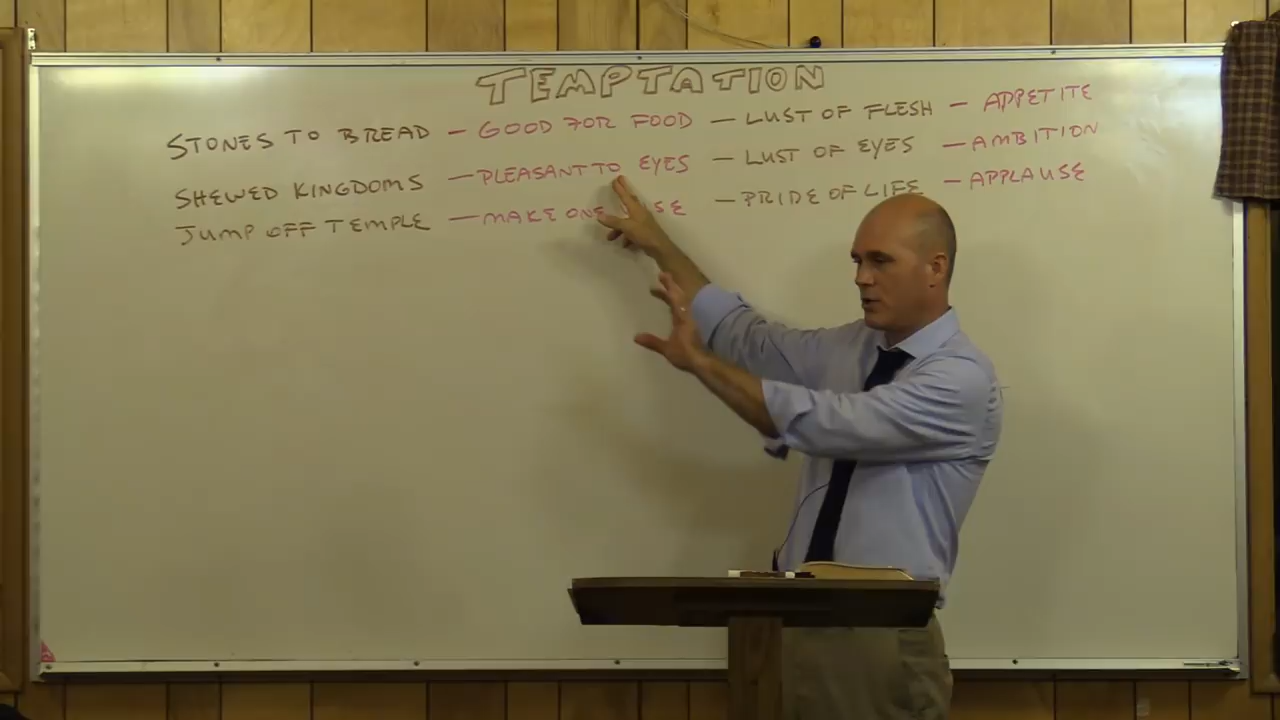 TEMPTATION
STONES TO BREAD - GOOD FOR FOOD - LUST OF FLESH - APPETITE
SHEWED KINGDOMS - PLEASANT TO EYES - LUST OF EYES - AMBITION
JUMP OFF TEMPLE - MAKE ONE - PRIDE OF LIFE - APPLAUSE